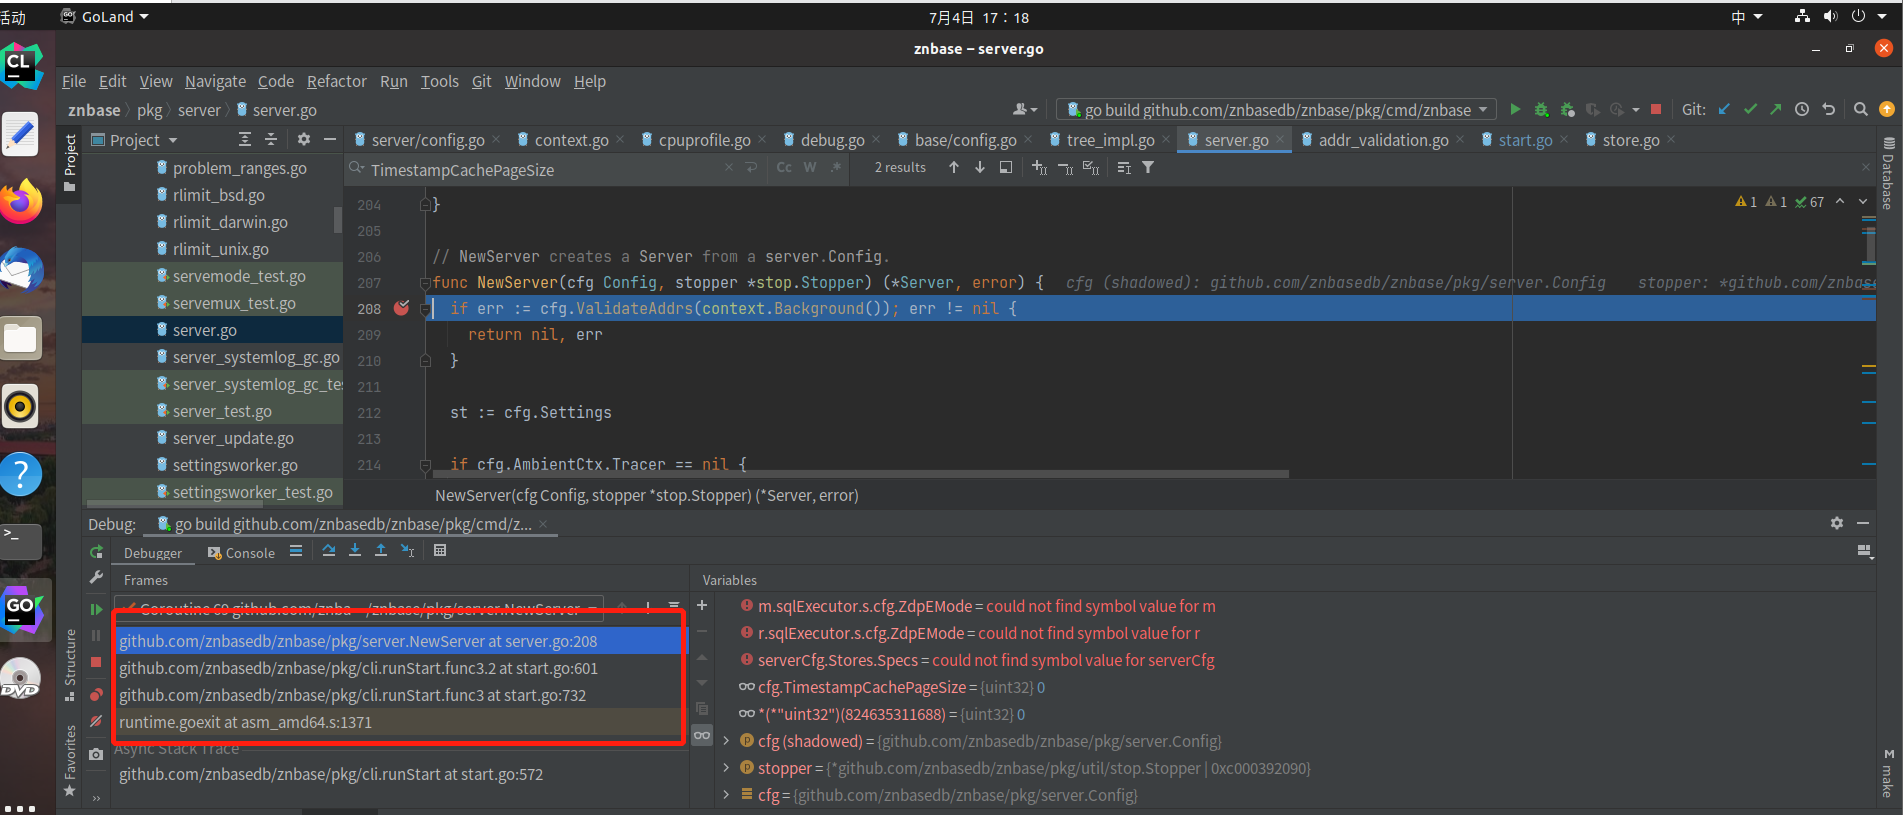 活动 GoLand 7月4日 17：18 中
znbase – server.go
File Edit View Navigate Code Refactor Run Tools Git Window Help
znbase pkg server server.go go build github.com/znbasedb/znbase/pkg/cmd/znbase Git:
Project Project server/config.go context.go cpuprofile.go debug.go base/config.go tree_impl.go server.go addr_validation.go start.go store.go Database
TimestampCachePageSize Cc W .* 2 results
problem_ranges.go
rlimit_bsd.go
rlimit_darwin.go
rlimit_unix.go
servemode_test.go
servemux_test.go
server.go
server_systemlog_gc.go
server_systemlog_gc_te
server_test.go
server_update.go
settingsworker.go
settingsworker_test.go
1 1 67
204 }
205
206 // NewServer creates a Server from a server.Config.
207 func NewServer(cfg Config, stopper *stop.Stopper) (*Server, error) { cfg (shadowed): github.com/znbasedb/znbase/pkg/server.Config stopper: *github.com/znbase
208 if err := cfg.ValidateAddrs(context.Background()); err != nil {
209 return nil, err
210 }
211
212 st := cfg.Settings
213
214 if cfg.AmbientCtx.Tracer == nil {
NewServer(cfg Config, stopper *stop.Stopper) (*Server, error)
Debug: go build github.com/znbasedb/znbase/pkg/cmd/z...
Debugger Console
Frames
Goroutine 69 github.com/znba.../znbase/pkg/server.NewServer
github.com/znbasedb/znbase/pkg/server.NewServer at server.go:208
github.com/znbasedb/znbase/pkg/cli.runStart.func3.2 at start.go:601
github.com/znbasedb/znbase/pkg/cli.runStart.func3 at start.go:732
runtime.goexit at asm_amd64.s:1371
Async Stack Trace
github.com/znbasedb/znbase/pkg/cli.runStart at start.go:572
Variables
m.sqlExecutor.s.cfg.ZdpEMode = could not find symbol value for m
r.sqlExecutor.s.cfg.ZdpEMode = could not find symbol value for r
serverCfg.Stores.Specs = could not find symbol value for serverCfg
cfg.TimestampCachePageSize = {uint32} 0
*(*"uint32")(824635311688) = {uint32} 0
cfg (shadowed) = {github.com/znbasedb/znbase/pkg/server.Config}
stopper = {*github.com/znbasedb/znbase/pkg/util/stop.Stopper | 0xc000392090}
cfg = {github.com/znbasedb/znbase/pkg/server.Config}
Structure
Favorites
make
CL
GO
DVD